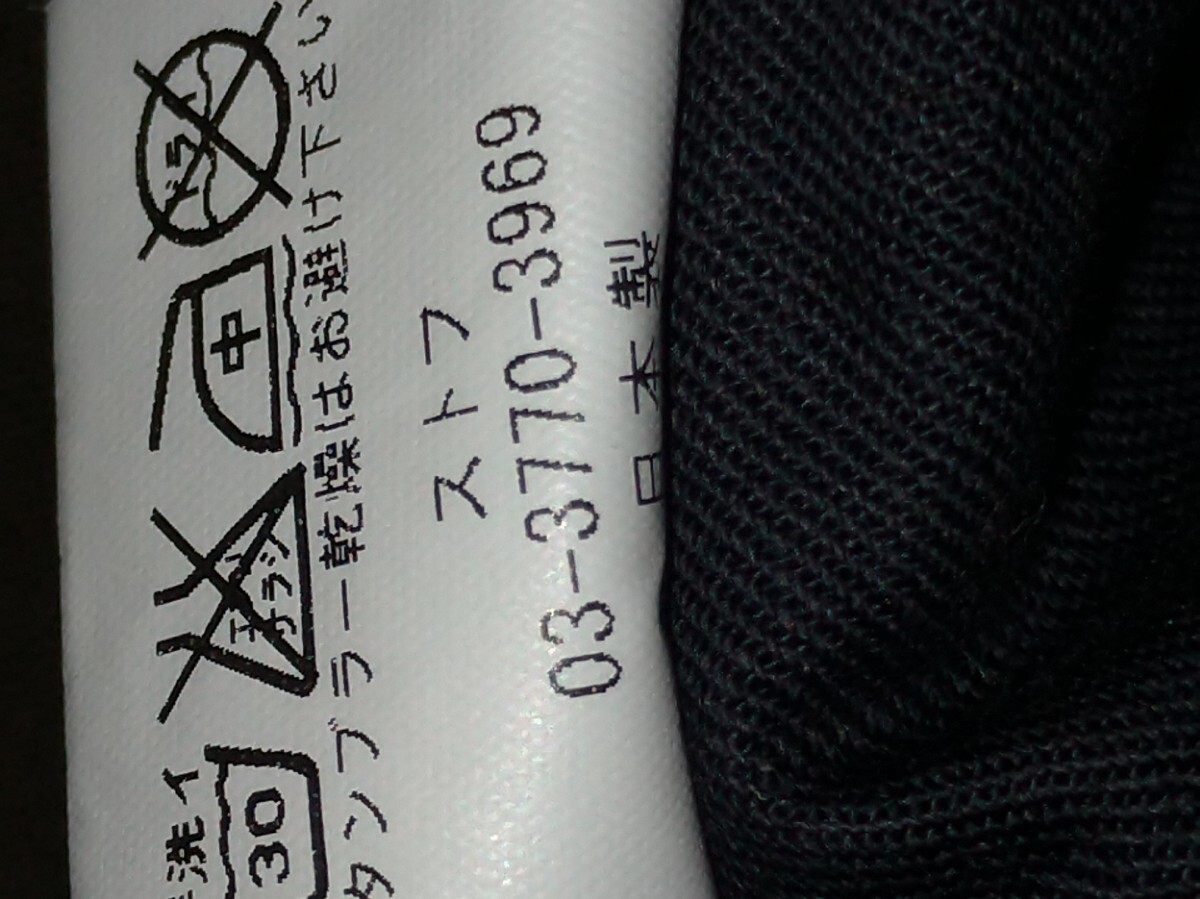 手洗イ
30
エンソサラシ
中
ドライ
タンブラー乾燥はお避け下さい
ストフ
03-3770-3969
日本製